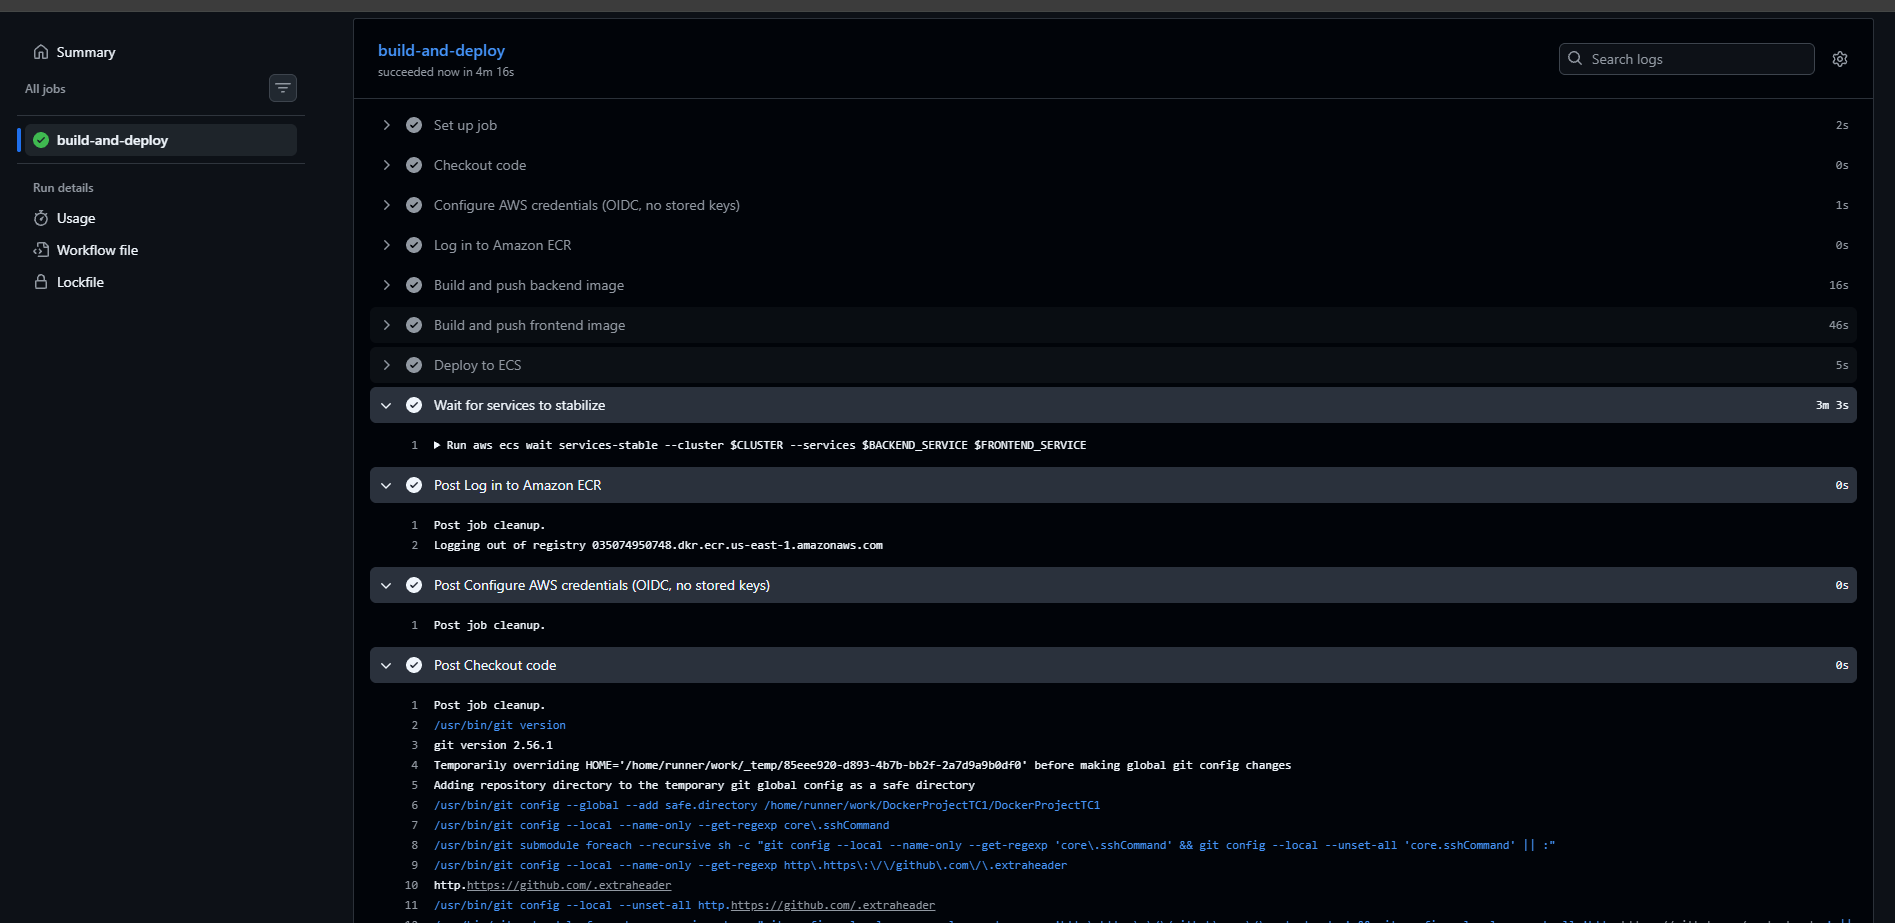 Summary
All jobs
build-and-deploy
Run details
Usage
Workflow file
Lockfile
build-and-deploy
succeeded now in 4m 16s
Search logs
Set up job 2s
Checkout code 0s
Configure AWS credentials (OIDC, no stored keys) 1s
Log in to Amazon ECR 0s
Build and push backend image 16s
Build and push frontend image 46s
Deploy to ECS 5s
Wait for services to stabilize 3m 3s
1 Run aws ecs wait services-stable --cluster $CLUSTER --services $BACKEND_SERVICE $FRONTEND_SERVICE
Post Log in to Amazon ECR 0s
1 Post job cleanup.
2 Logging out of registry 035074950748.dkr.ecr.us-east-1.amazonaws.com
Post Configure AWS credentials (OIDC, no stored keys) 0s
1 Post job cleanup.
Post Checkout code 0s
1 Post job cleanup.
2 /usr/bin/git version
3 git version 2.56.1
4 Temporarily overriding HOME='/home/runner/work/_temp/85eee920-d893-4b7b-bb2f-2a7d9a9b0df0' before making global git config changes
5 Adding repository directory to the temporary git global config as a safe directory
6 /usr/bin/git config --global --add safe.directory /home/runner/work/DockerProjectTC1/DockerProjectTC1
7 /usr/bin/git config --local --name-only --get-regexp core\.sshCommand
8 /usr/bin/git submodule foreach --recursive sh -c "git config --local --name-only --get-regexp 'core\.sshCommand' && git config --local --unset-all 'core.sshCommand' || :"
9 /usr/bin/git config --local --name-only --get-regexp http\.https\:\/\/github\.com\/\.extraheader
10 http.https://github.com/.extraheader
11 /usr/bin/git config --local --unset-all http.https://github.com/.extraheader